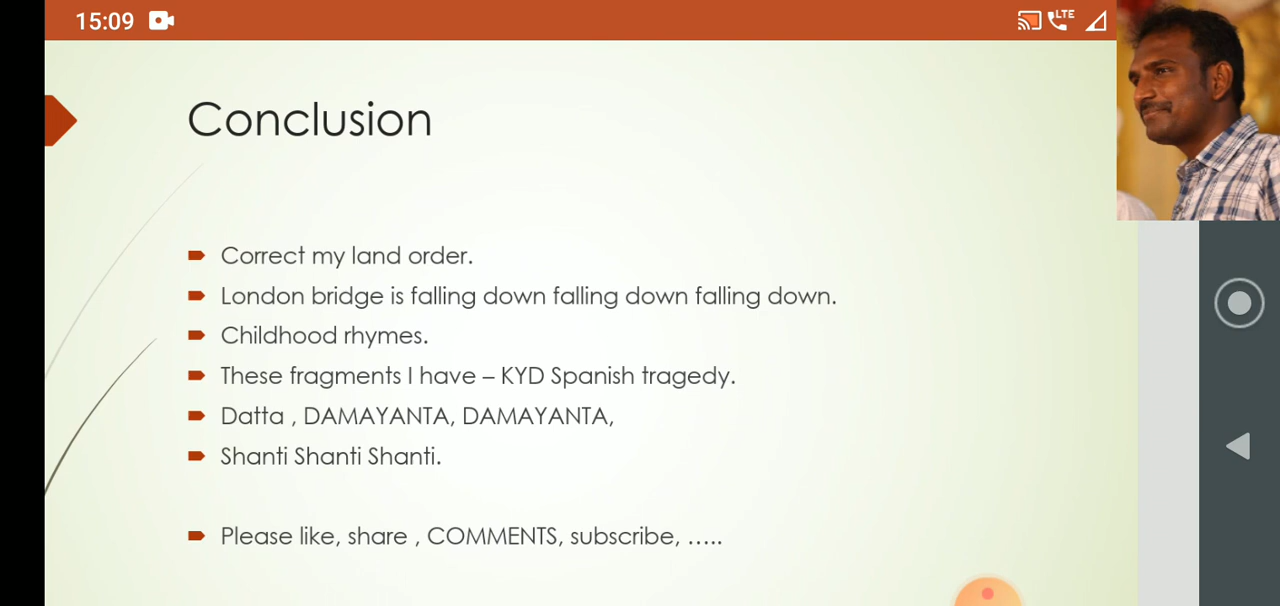 15:09
LTE
Conclusion
Correct my land order.
London bridge is falling down falling down falling down.
Childhood rhymes.
These fragments I have – KYD Spanish tragedy.
Datta , DAMAYANTA, DAMAYANTA,
Shanti Shanti Shanti.
Please like, share , COMMENTS, subscribe, …..